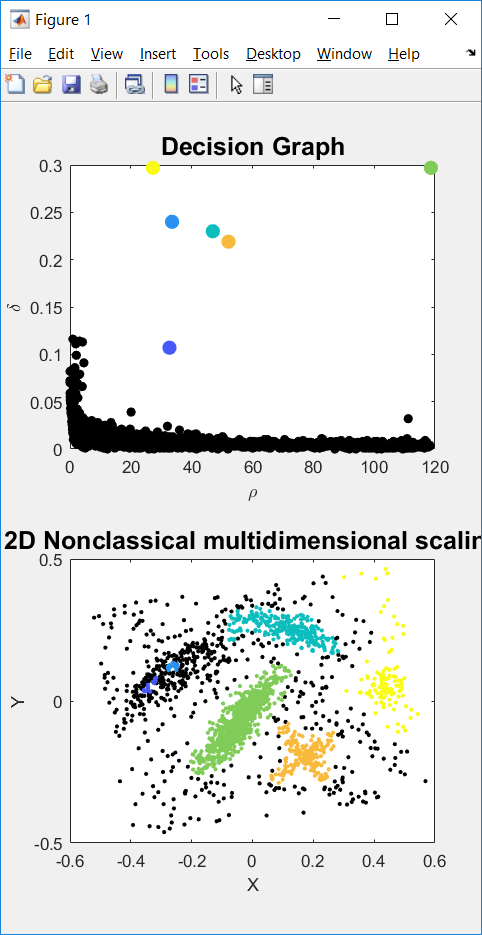 Figure 1
File Edit View Insert Tools Desktop Window Help
Decision Graph
0.3
0.25
0.2
0.15
0.1
0.05
0
δ
0 20 40 60 80 100 120
ρ
2D Nonclassical multidimensional scalin
0.5
0
-0.5
Y
-0.6 -0.4 -0.2 0 0.2 0.4 0.6
X